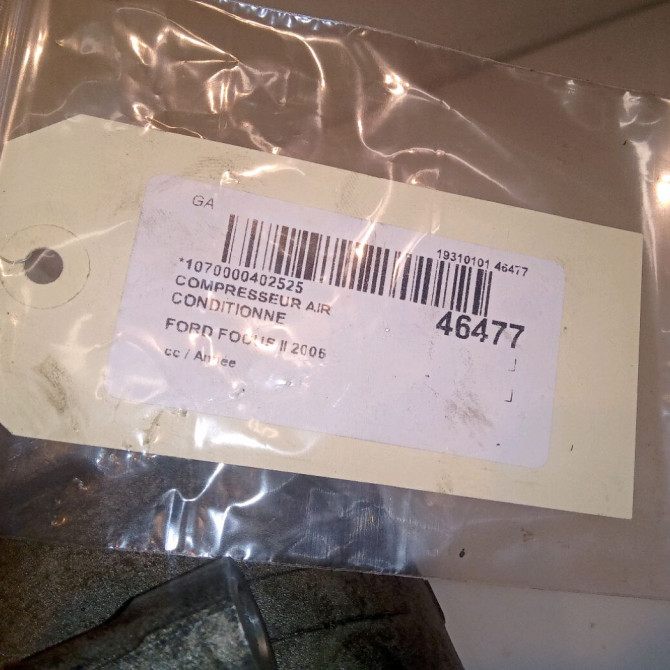 GA
19310101 46477
*1070000402525
COMPRESSEUR AIR
CONDITIONNE
46477
FORD FOCUS II 2005
cc / Annee